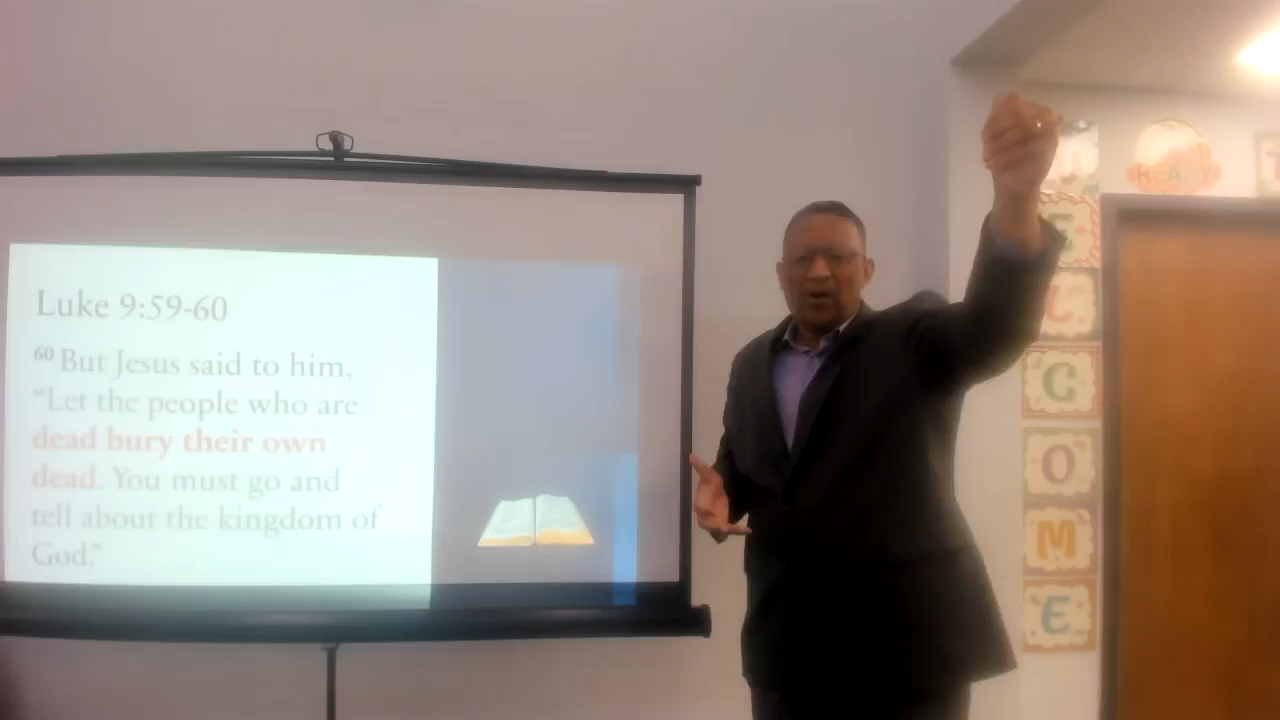 Luke 9:59-60
60 But Jesus said to him,
“Let the people who are
dead bury their own
dead. You must go and
tell about the kingdom of
God.”
READY
E
L
C
O
M
E